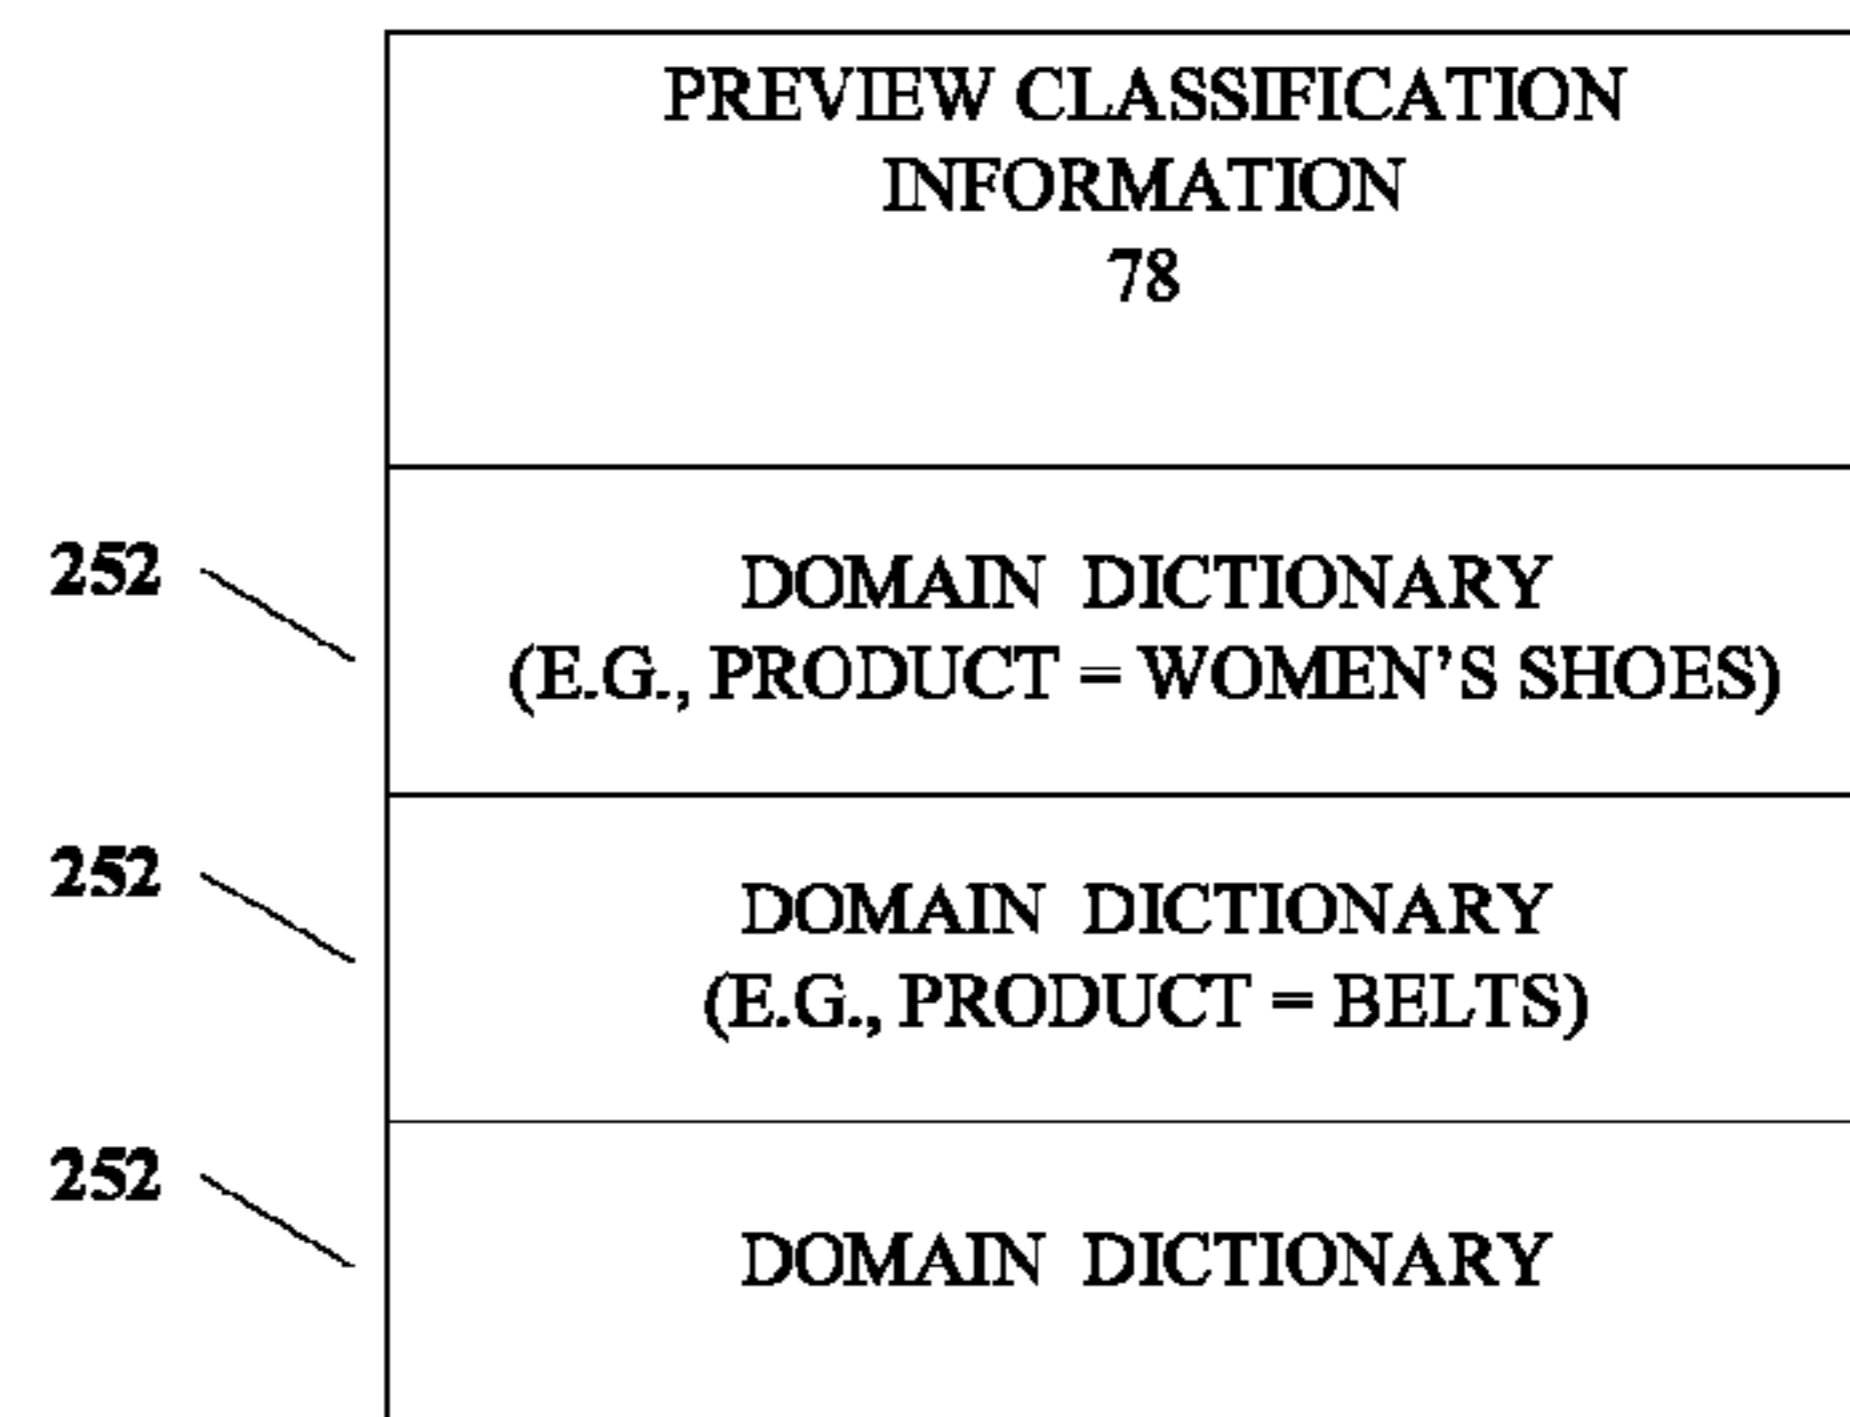 PREVIEW CLASSIFICATION
INFORMATION
78
252
DOMAIN DICTIONARY
(E.G., PRODUCT = WOMEN'S SHOES)
252
DOMAIN DICTIONARY
(E.G., PRODUCT = BELTS)
252
DOMAIN DICTIONARY